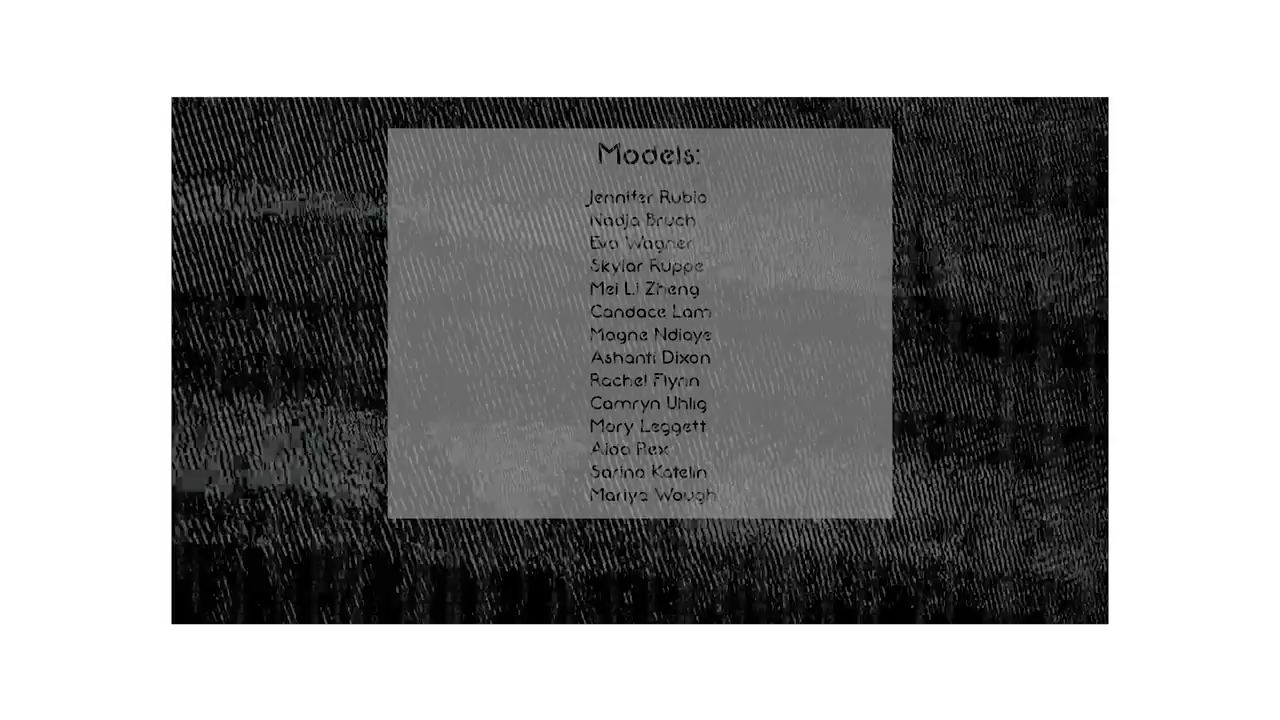 Models:
Jennifer Rubio
Nadja Bruch
Eva Wagner
Skylar Ruppe
Mei Li Zheng
Candace Lam
Magne Ndiaye
Ashanti Dixon
Rachel Flynn
Camryn Uhlig
Mary Leggett
Rex
Sarina Katelin
Mariya Waugh